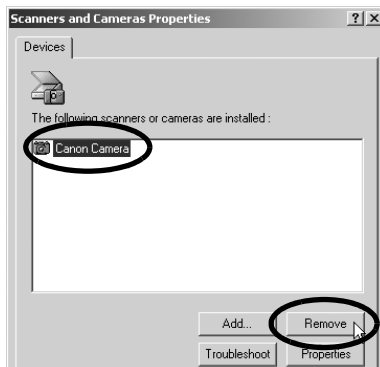 Scanners and Cameras Properties ? ×
Devices
The following scanners or cameras are installed :
Canon Camera
Add... Remove
Troubleshoot Properties